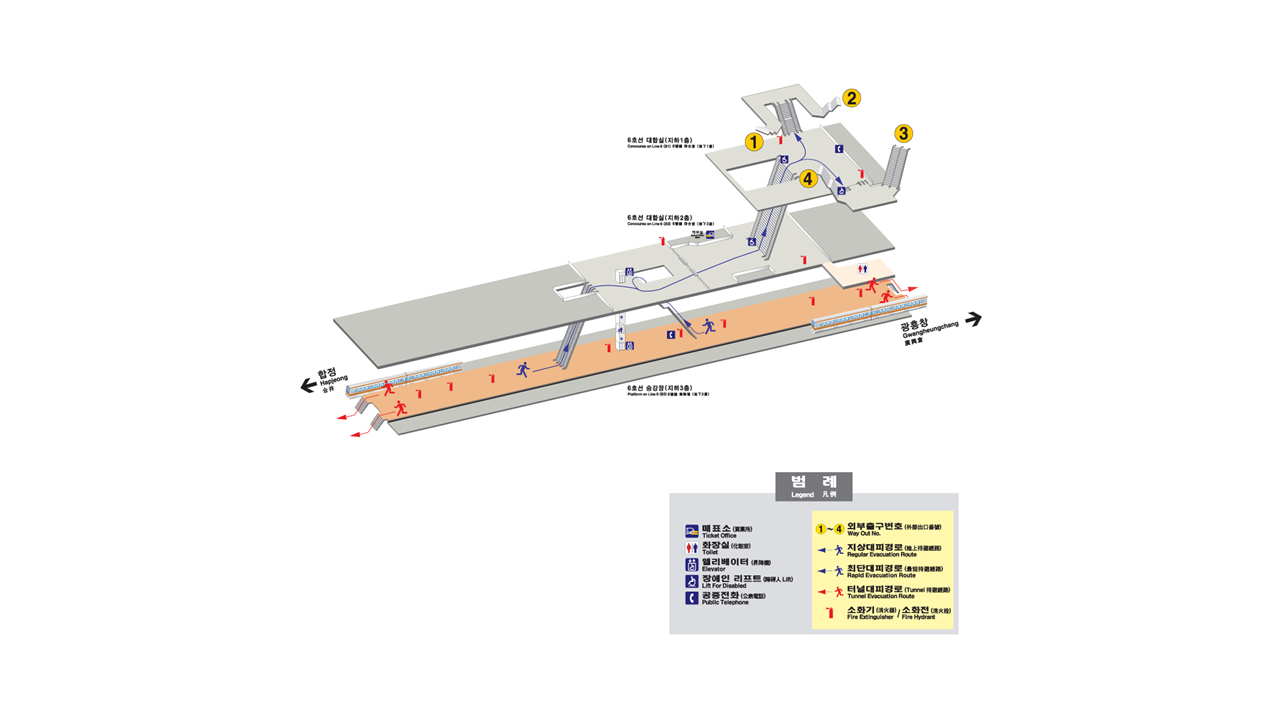 2
1
3
4
6호선 대합실(지하1층)
Concourse on Line 6 (B1)
6호선 대합실(지하2층)
Concourse on Line 6 (B2)
합정
Hapjeong
合井
광흥창
Gwangheungchang
廣興倉
6호선 승강장(지하3층)
Platform on Line 6 (B3)
범 례
Legend 凡例
매표소(買票所)
Ticket Office
화장실(化粧室)
Toilet
엘리베이터(昇降機)
Elevator
장애인 리프트(障碍人 Lift)
Lift For Disabled
공중전화(公衆電話)
Public Telephone
1~4 외부출구번호(外部出口番號)
Way Out No.
지상대피경로(地上待避經路)
Regular Evacuation Route
최단대피경로(最短待避經路)
Rapid Evacuation Route
터널대피경로(Tunnel 待避經路)
Tunnel Evacuation Route
소화기(消火器) / 소화전(消火栓)
Fire Extinguisher / Fire Hydrant